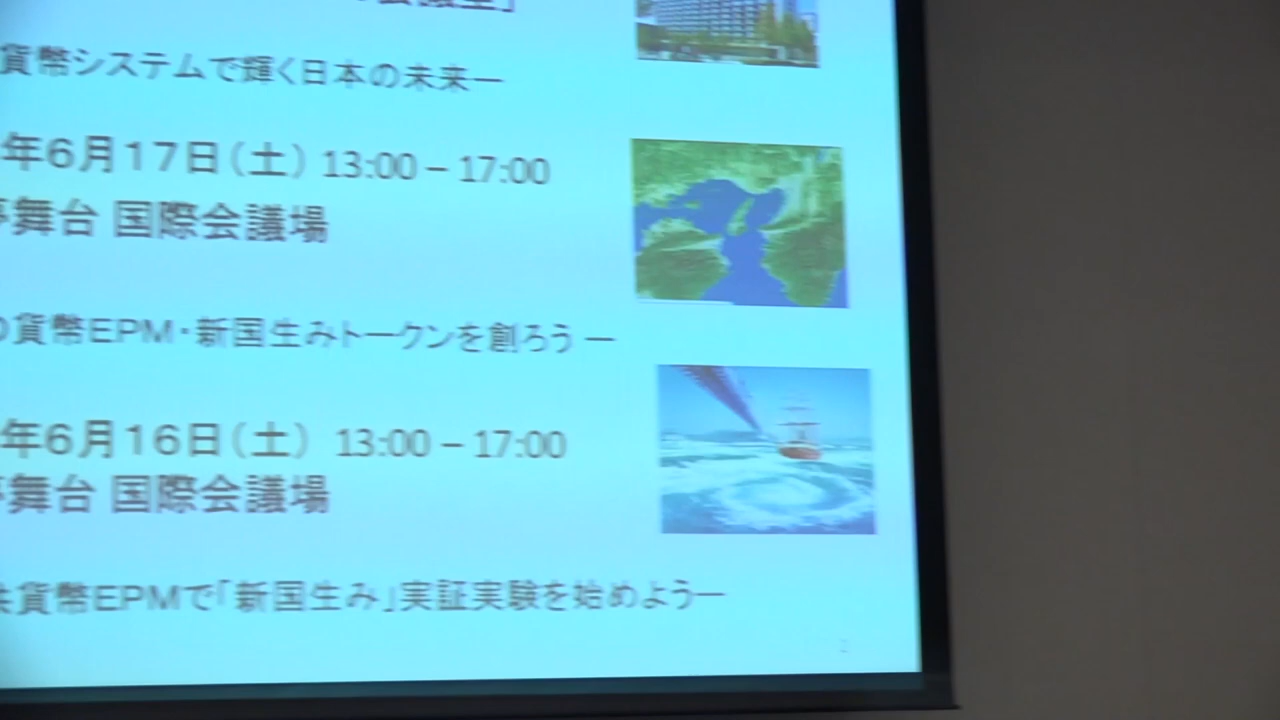 貨幣システムで輝く日本の未来ー
年6月17日（土） 13:00 – 17:00
舞台 国際会議場
の貨幣EPM・新国生みトークンを創ろう ー
年6月16日（土） 13:00 – 17:00
舞台 国際会議場
貨幣EPMで「新国生み」実証実験を始めようー
2